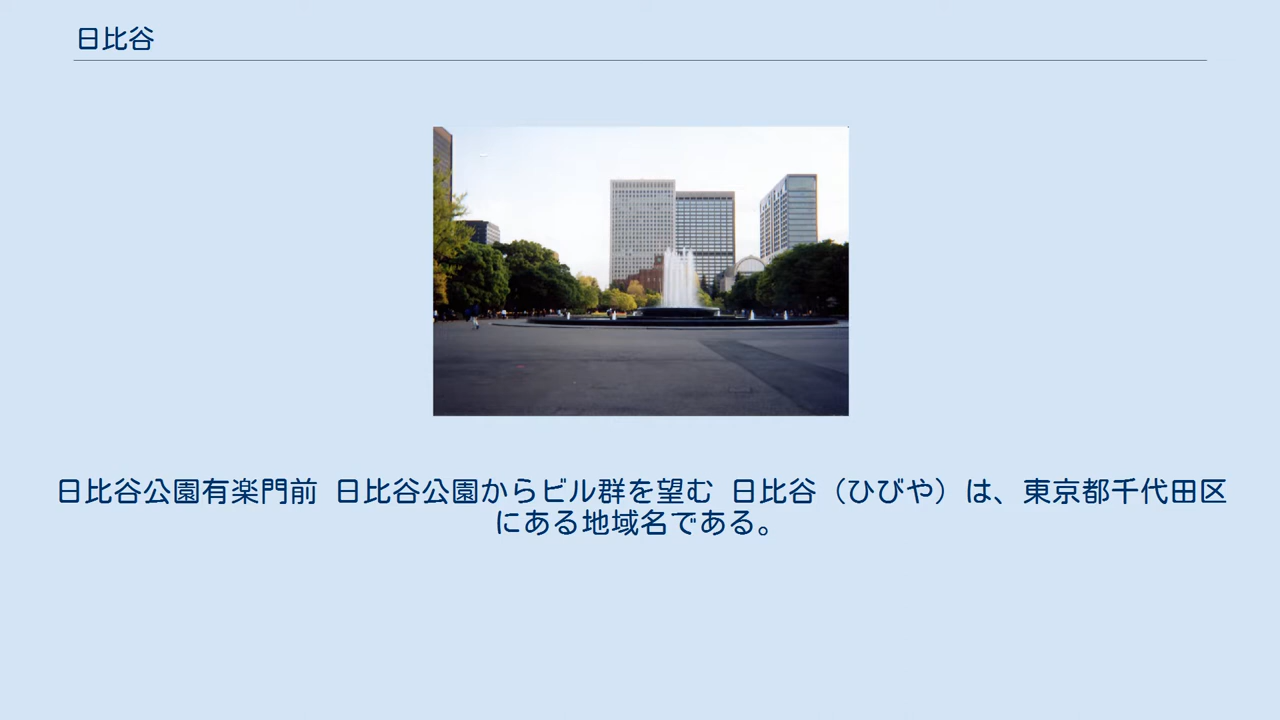 日比谷
日比谷公園有楽門前 日比谷公園からビル群を望む 日比谷（ひびや）は、東京都千代田区
にある地域名である。